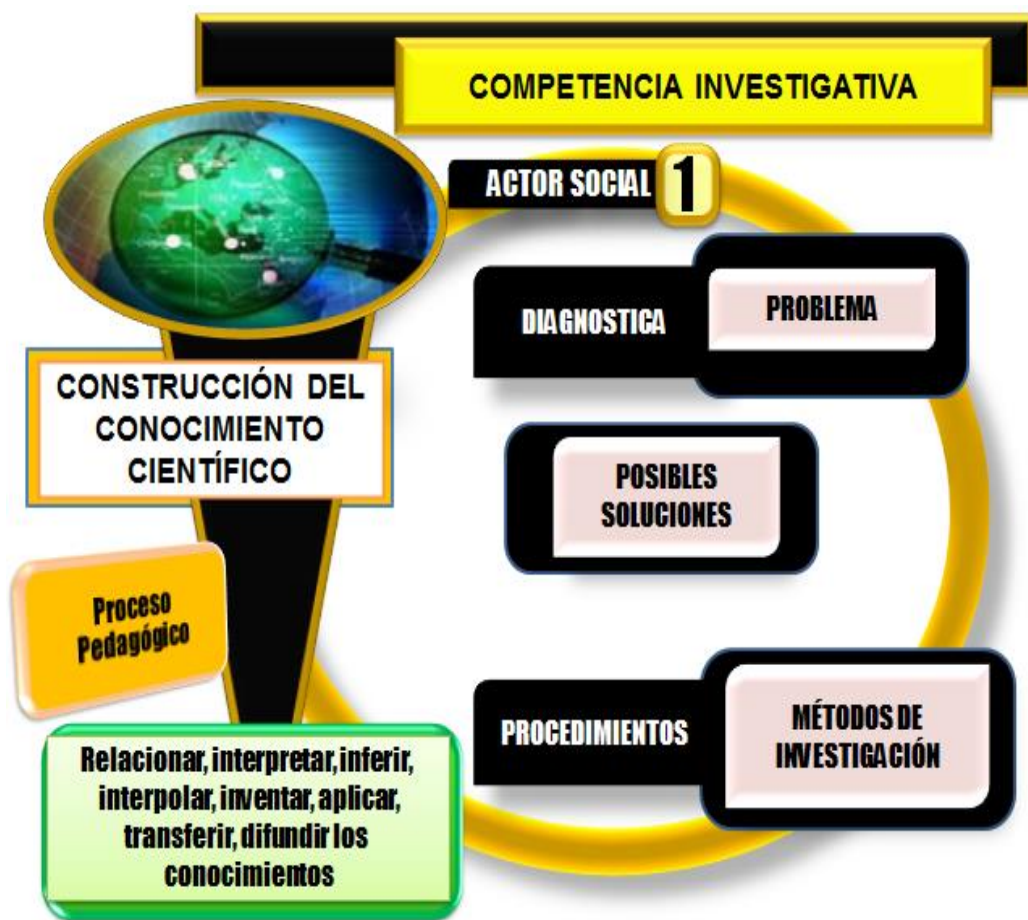 COMPETENCIA INVESTIGATIVA
ACTOR SOCIAL 1
DIAGNOSTICA
PROBLEMA
CONSTRUCCIÓN DEL
CONOCIMIENTO
CIENTÍFICO
POSIBLES
SOLUCIONES
Proceso
Pedagógico
PROCEDIMIENTOS
MÉTODOS DE
INVESTIGACIÓN
Relacionar, interpretar, inferir,
interpolar, inventar, aplicar,
transferir, difundir los
conocimientos